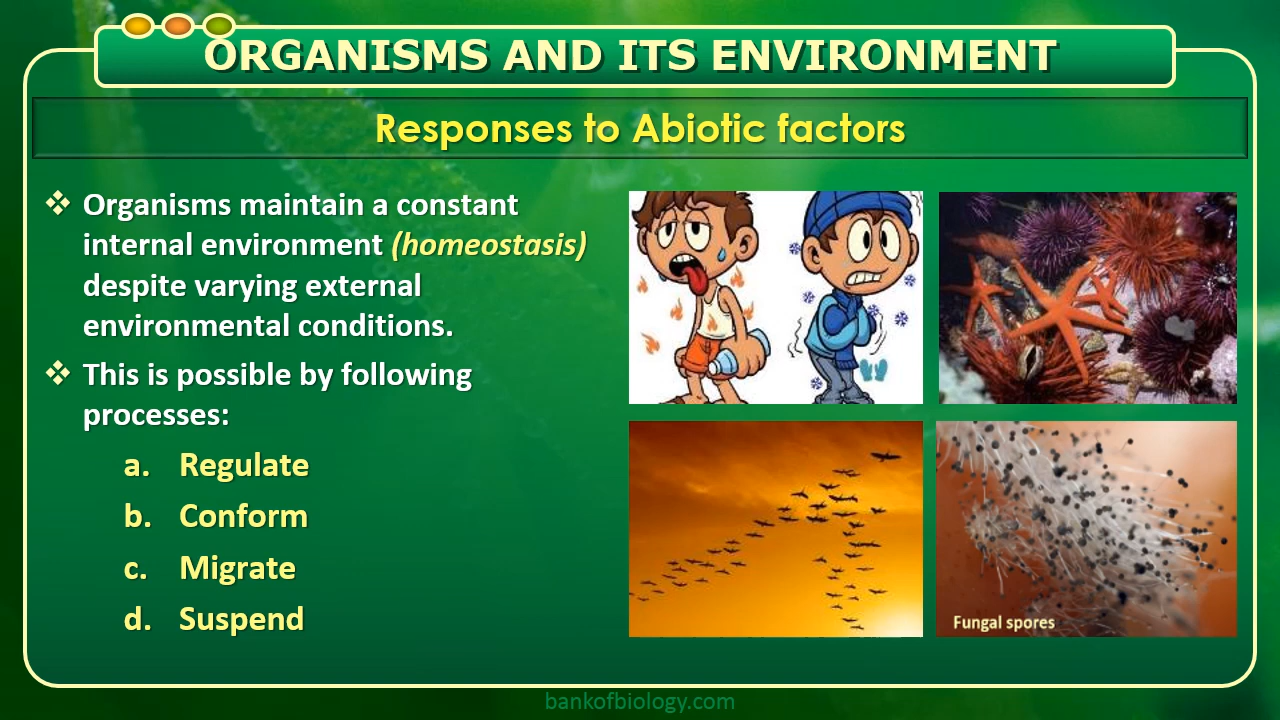 ORGANISMS AND ITS ENVIRONMENT
Responses to Abiotic factors
❖ Organisms maintain a constant
internal environment (homeostasis)
despite varying external
environmental conditions.
❖ This is possible by following
processes:
a. Regulate
b. Conform
c. Migrate
d. Suspend
Fungal spores
bankofbiology.com